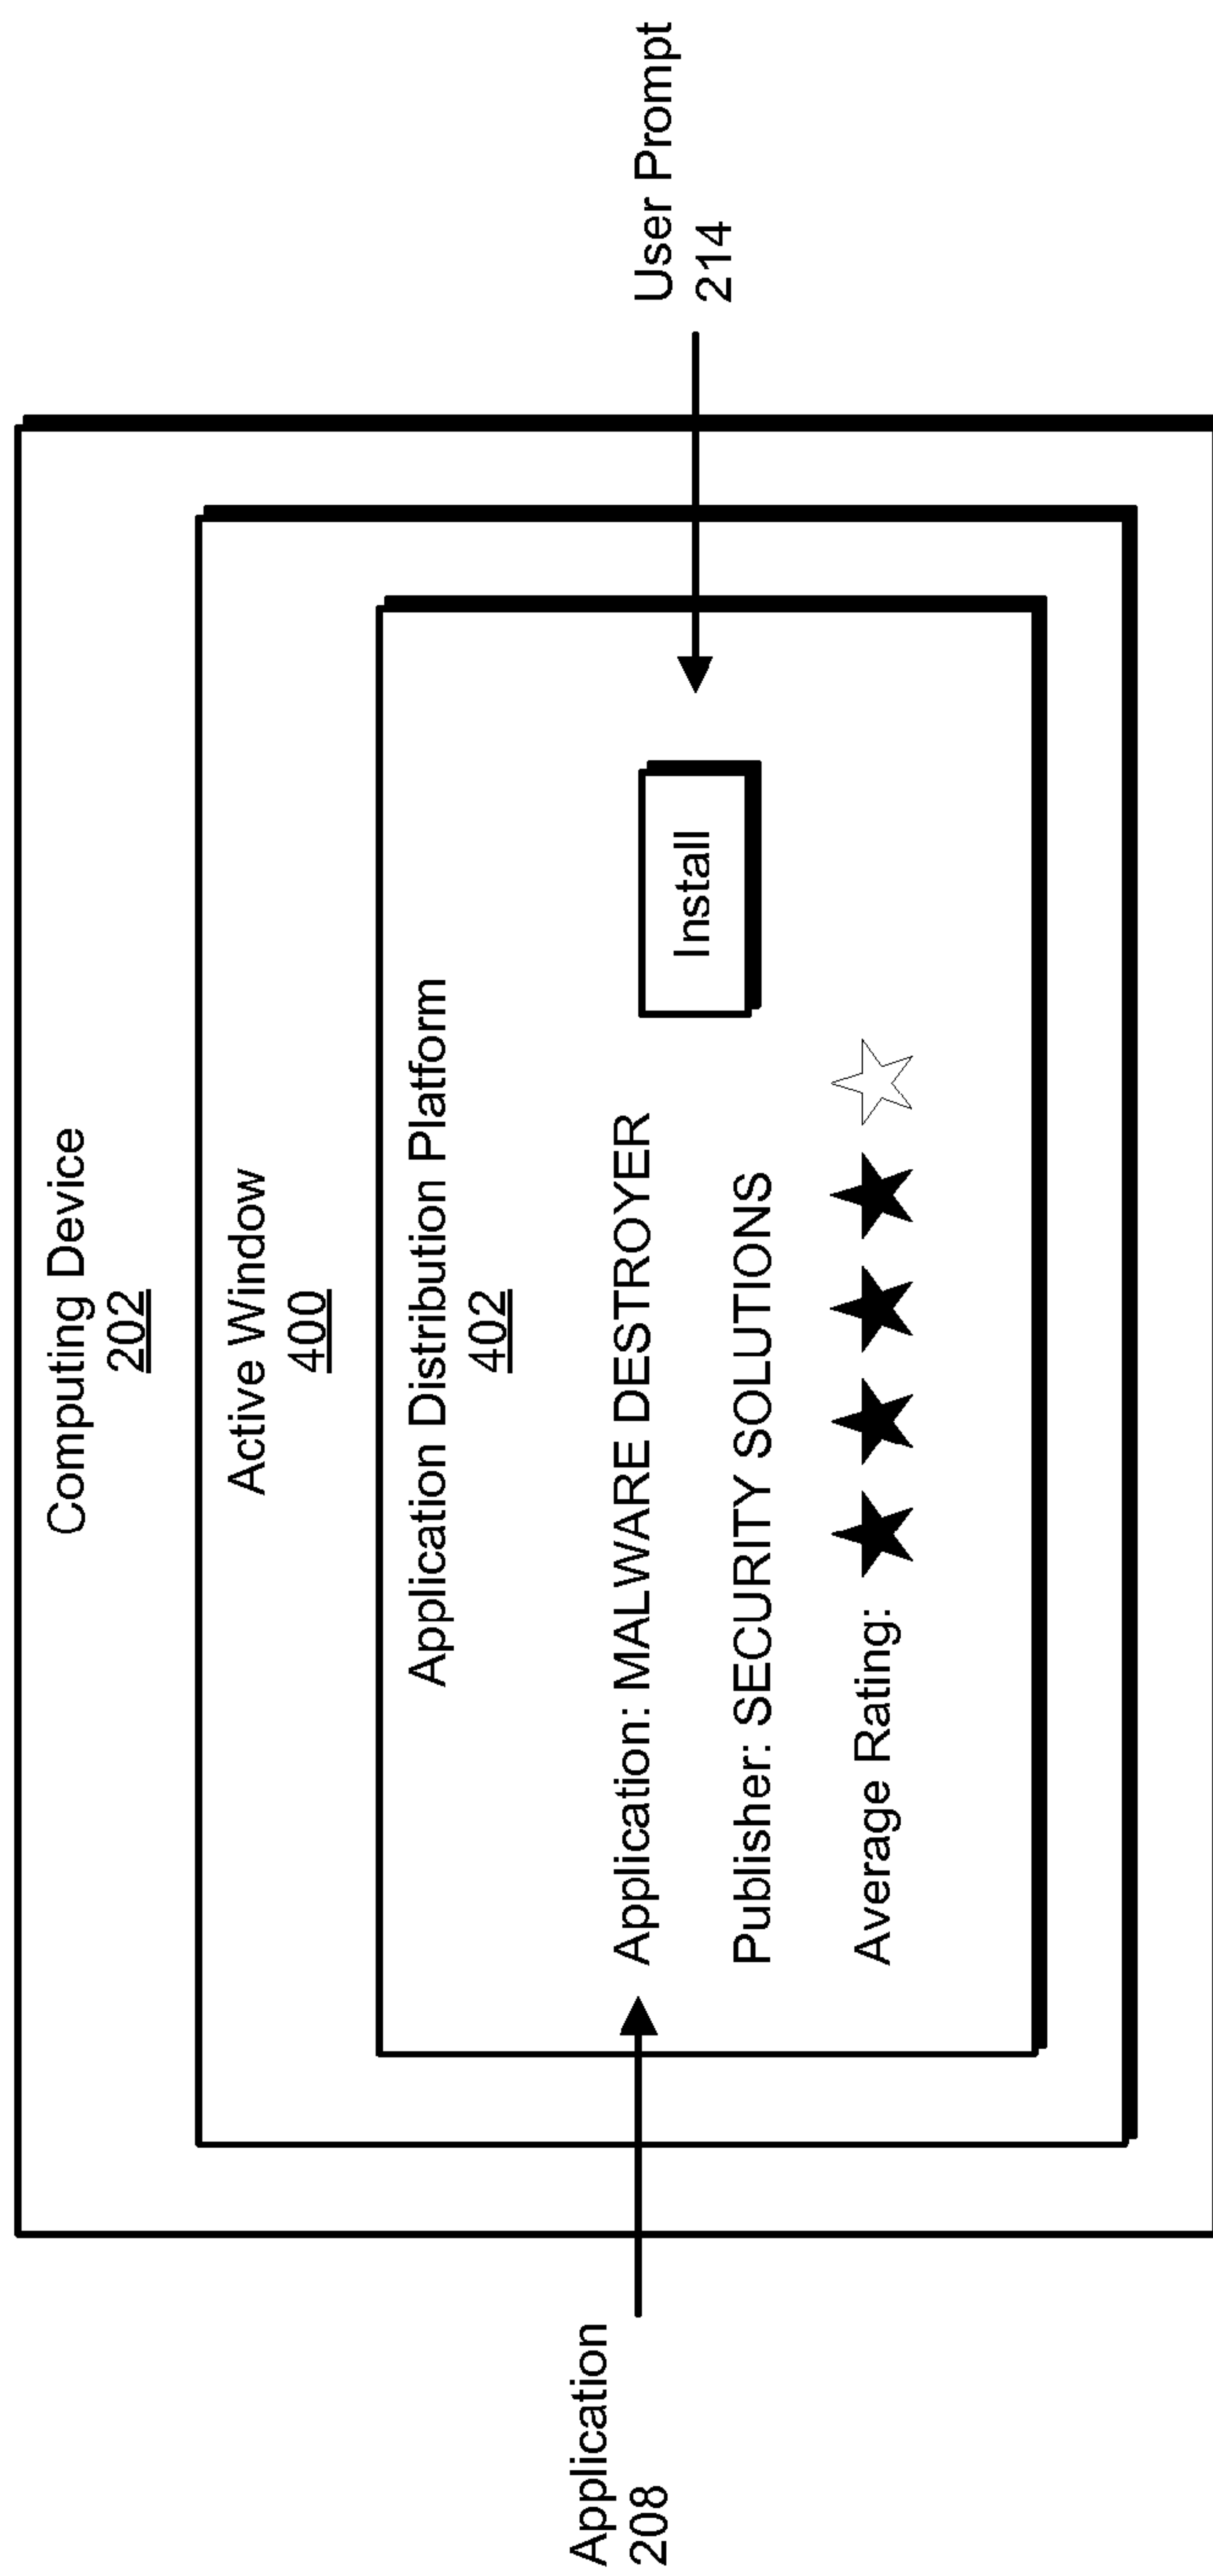 Computing Device
202
Active Window
400
Application Distribution Platform
402
Application
208
Application: MALWARE DESTROYER
Publisher: SECURITY SOLUTIONS
Average Rating:
Install
User Prompt
214